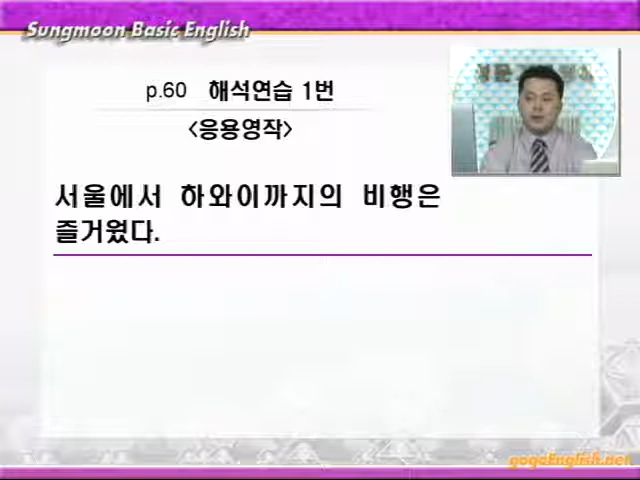 Sungmoon Basic English
p.60 해석연습 1번
<응용영작>
서울에서 하와이까지의 비행은
즐거웠다.
gogaEnglish.net